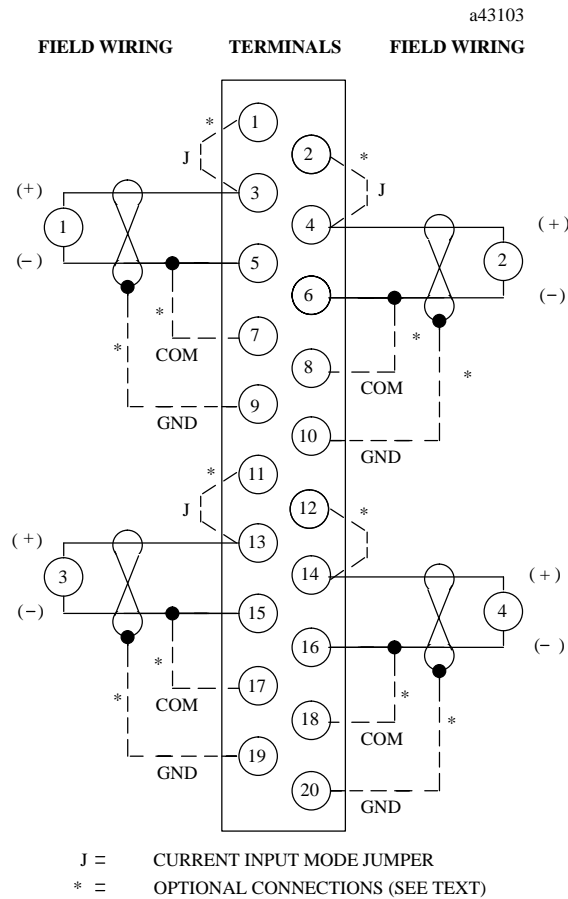 a43103
FIELD WIRING TERMINALS FIELD WIRING
* 1
2 *
J
J
(+) 3
4 (+)
1
2
(−) 5
6 (−)
* 7 *
COM
* 8 *
COM
9
GND
10
GND
* 11
12 *
J
(+) 13
14 (+)
3
4
(−) 15
16 (−)
* 17
* COM
18 * *
COM
19
GND
20
GND
J = CURRENT INPUT MODE JUMPER
* = OPTIONAL CONNECTIONS (SEE TEXT)